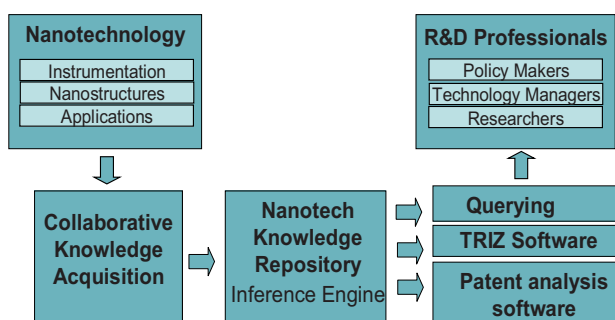 Nanotechnology
Instrumentation
Nanostructures
Applications
R&D Professionals
Policy Makers
Technology Managers
Researchers
Collaborative
Knowledge
Acquisition
Nanotech
Knowledge
Repository
Inference Engine
Querying
TRIZ Software
Patent analysis
software